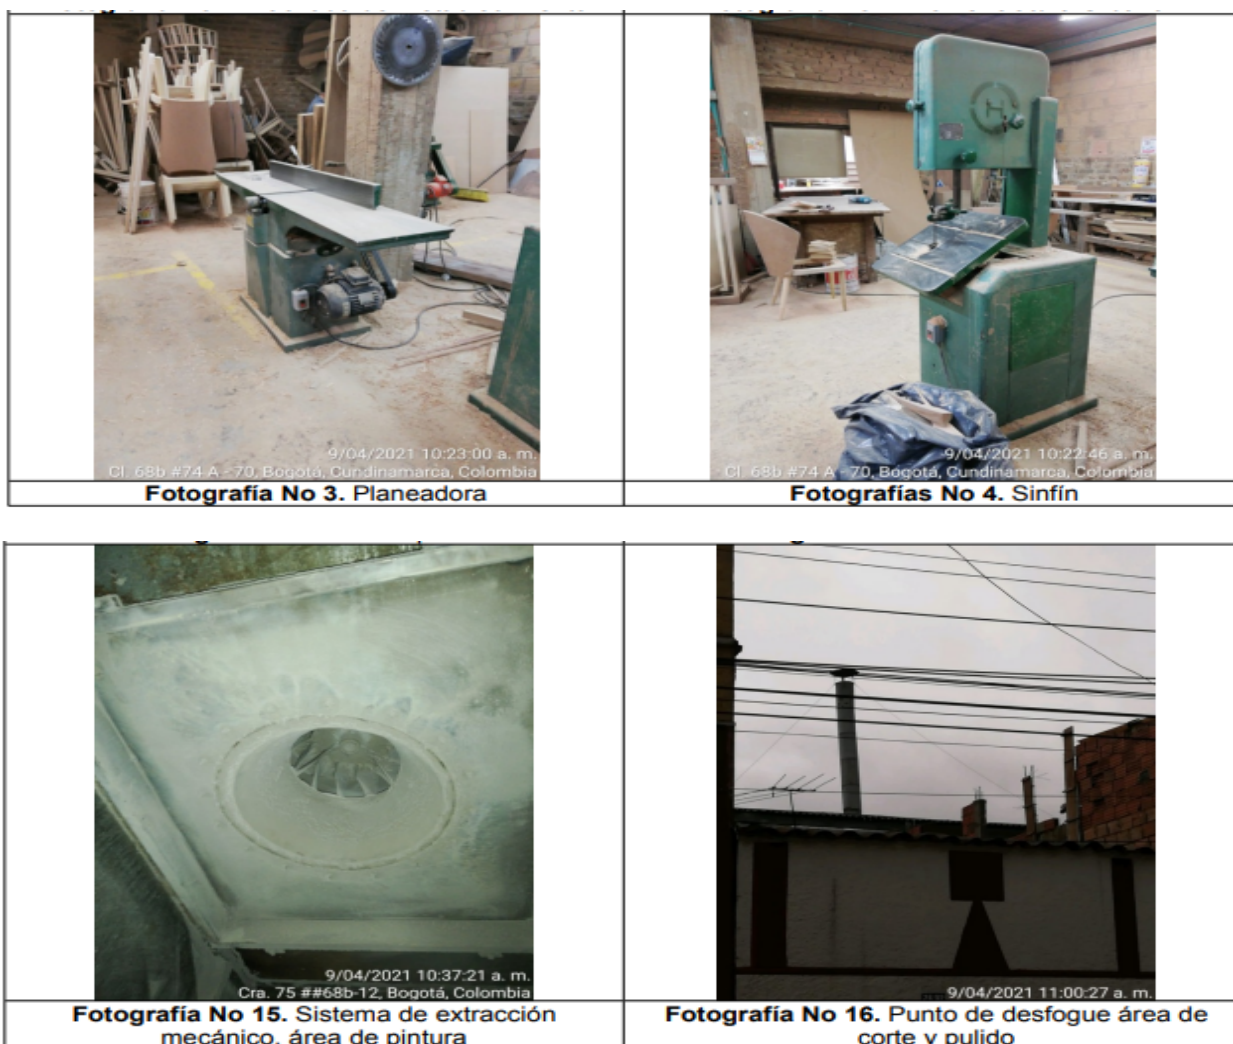 9/04/2021 10:23:00 a. m.
Cl. 68b #74 A - 70, Bogotá, Cundinamarca, Colombia
Fotografía No 3. Planeadora
H
9/04/2021 10:22:46 a. m.
Cl. 68b #74 A - 70, Bogotá, Cundinamarca, Colombia
Fotografías No 4. Sinfín
9/04/2021 10:37:21 a. m.
Cra. 75 ##68b-12, Bogotá, Colombia
Fotografía No 15. Sistema de extracción
mecánico, área de pintura
9/04/2021 11:00:27 a. m.
Fotografía No 16. Punto de desfogue área de
corte y pulido